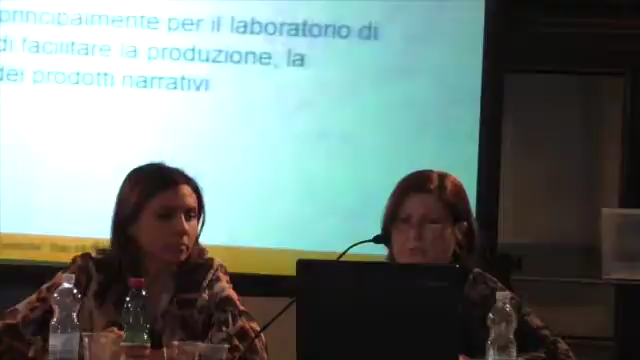 principalmente per il laboratorio di
di facilitare la produzione, la
dei prodotti narrativi